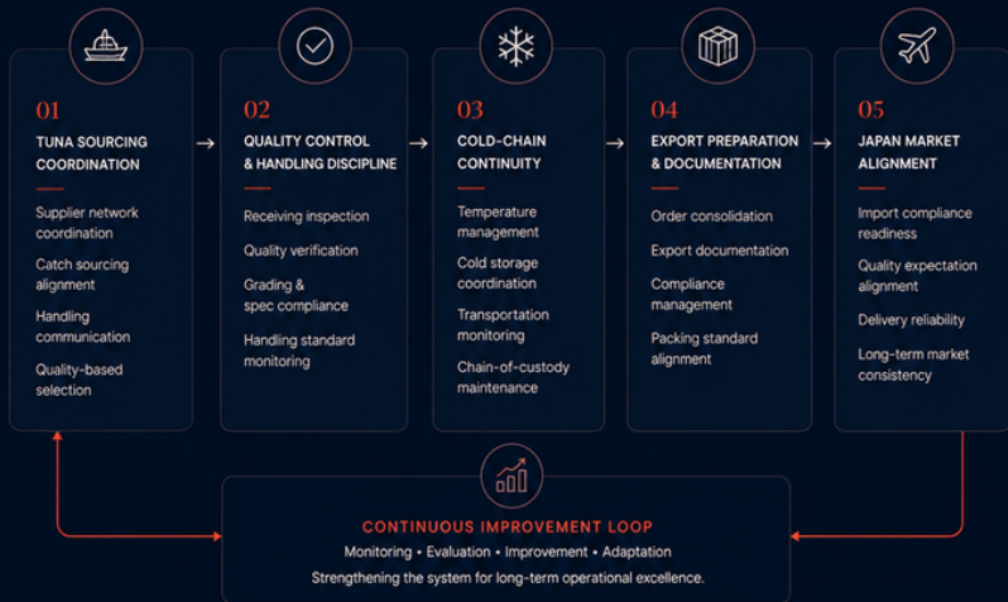 01
TUNA SOURCING
COORDINATION
Supplier network
coordination
Catch sourcing
alignment
Handling
communication
Quality-based
selection
02
QUALITY CONTROL
& HANDLING DISCIPLINE
Receiving inspection
Quality verification
Grading &
spec compliance
Handling standard
monitoring
03
COLD-CHAIN
CONTINUITY
Temperature
management
Cold storage
coordination
Transportation
monitoring
Chain-of-custody
maintenance
04
EXPORT PREPARATION
& DOCUMENTATION
Order consolidation
Export documentation
Compliance
management
Packing standard
alignment
05
JAPAN MARKET
ALIGNMENT
Import compliance
readiness
Quality expectation
alignment
Delivery reliability
Long-term market
consistency
CONTINUOUS IMPROVEMENT LOOP
Monitoring • Evaluation • Improvement • Adaptation
Strengthening the system for long-term operational excellence.